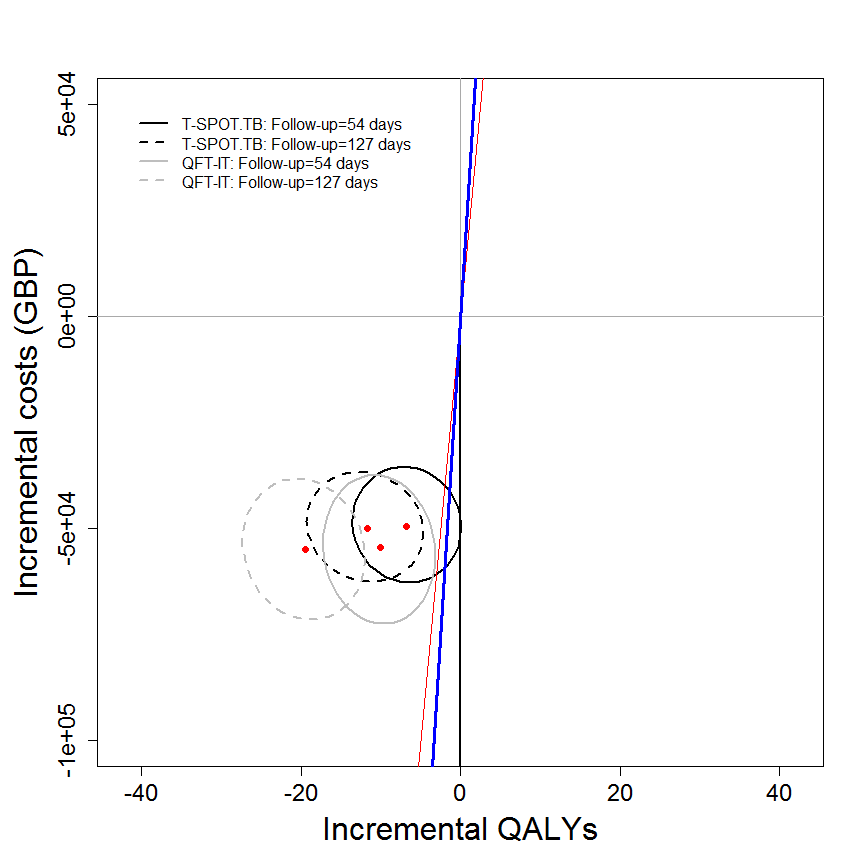 T-SPOT.TB: Follow-up=54 days
T-SPOT.TB: Follow-up=127 days
QFT-IT: Follow-up=54 days
QFT-IT: Follow-up=127 days
Incremental costs (GBP)
5e+04
0e+00
-5e+04
-1e+05
-40 -20 0 20 40
Incremental QALYs